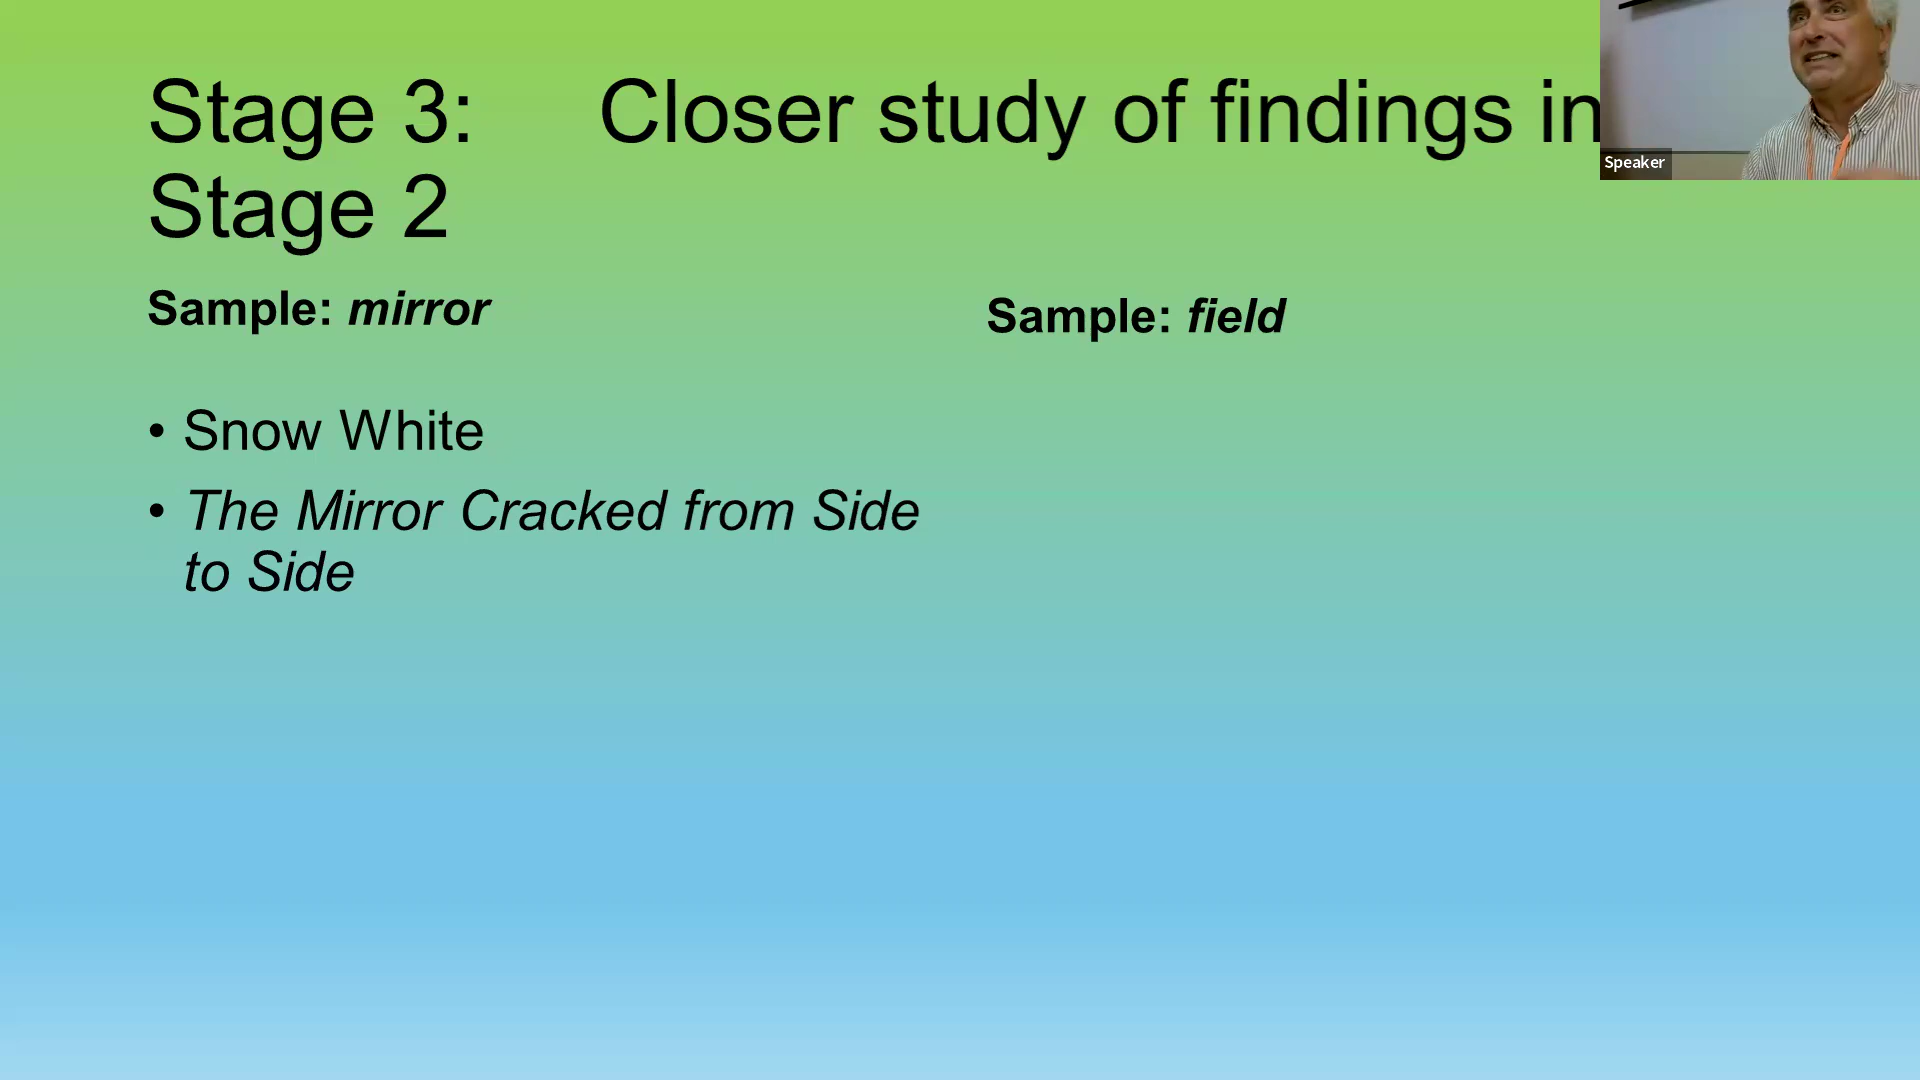 Stage 3: Closer study of findings in
Stage 2
Sample: mirror
Sample: field
• Snow White
• The Mirror Cracked from Side
to Side
Speaker